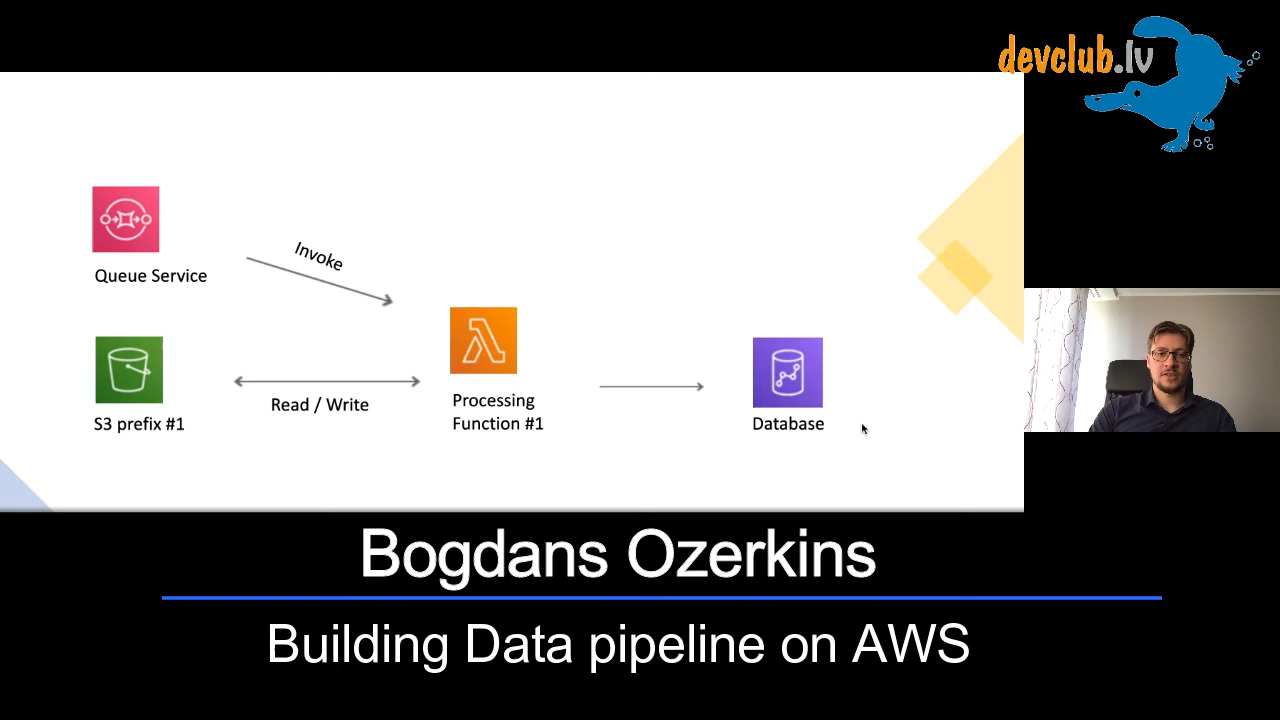 devclub.lv
Queue Service
Invoke
S3 prefix #1
Read / Write
Processing
Function #1
Database
Bogdans Ozerkins
Building Data pipeline on AWS